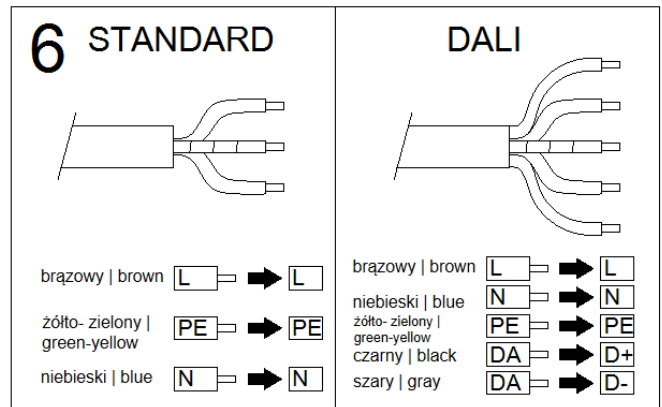 6 STANDARD
brązowy | brown L L
żółto- zielony |
green-yellow PE PE
niebieski | blue N N
DALI
brązowy | brown L L
niebieski | blue N N
żółto- zielony |
green-yellow PE PE
czarny | black DA D+
szary | gray DA D-